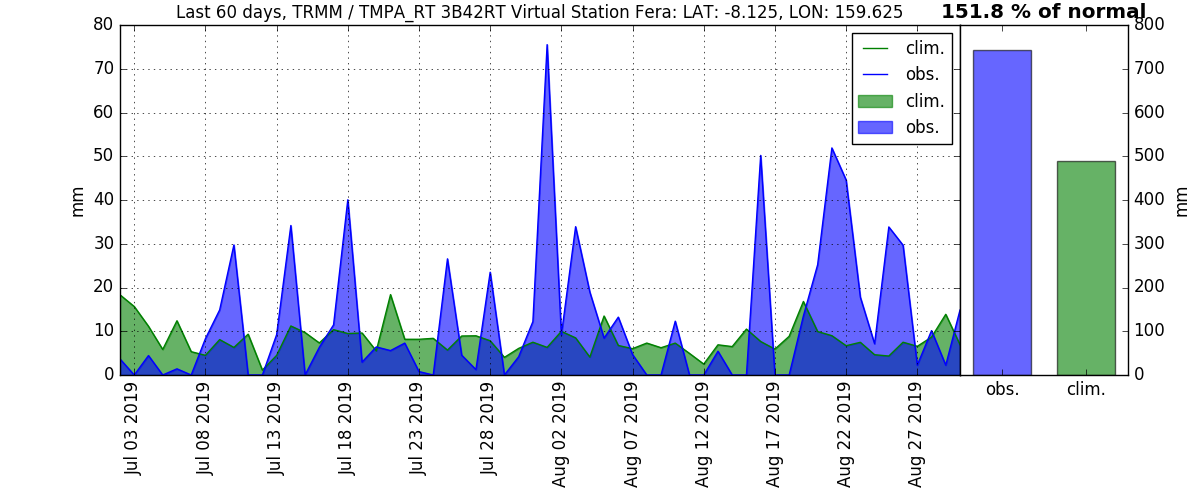 Last 60 days, TRMM / TMPA_RT 3B42RT Virtual Station Fera: LAT: -8.125, LON: 159.625
151.8 % of normal
80
70
60
50
40
30
20
10
0
mm
clim.
obs.
clim.
obs.
800
700
600
500
400
300
200
100
0
mm
Jul 03 2019
Jul 08 2019
Jul 13 2019
Jul 18 2019
Jul 23 2019
Jul 28 2019
Aug 02 2019
Aug 07 2019
Aug 12 2019
Aug 17 2019
Aug 22 2019
Aug 27 2019
obs.
clim.